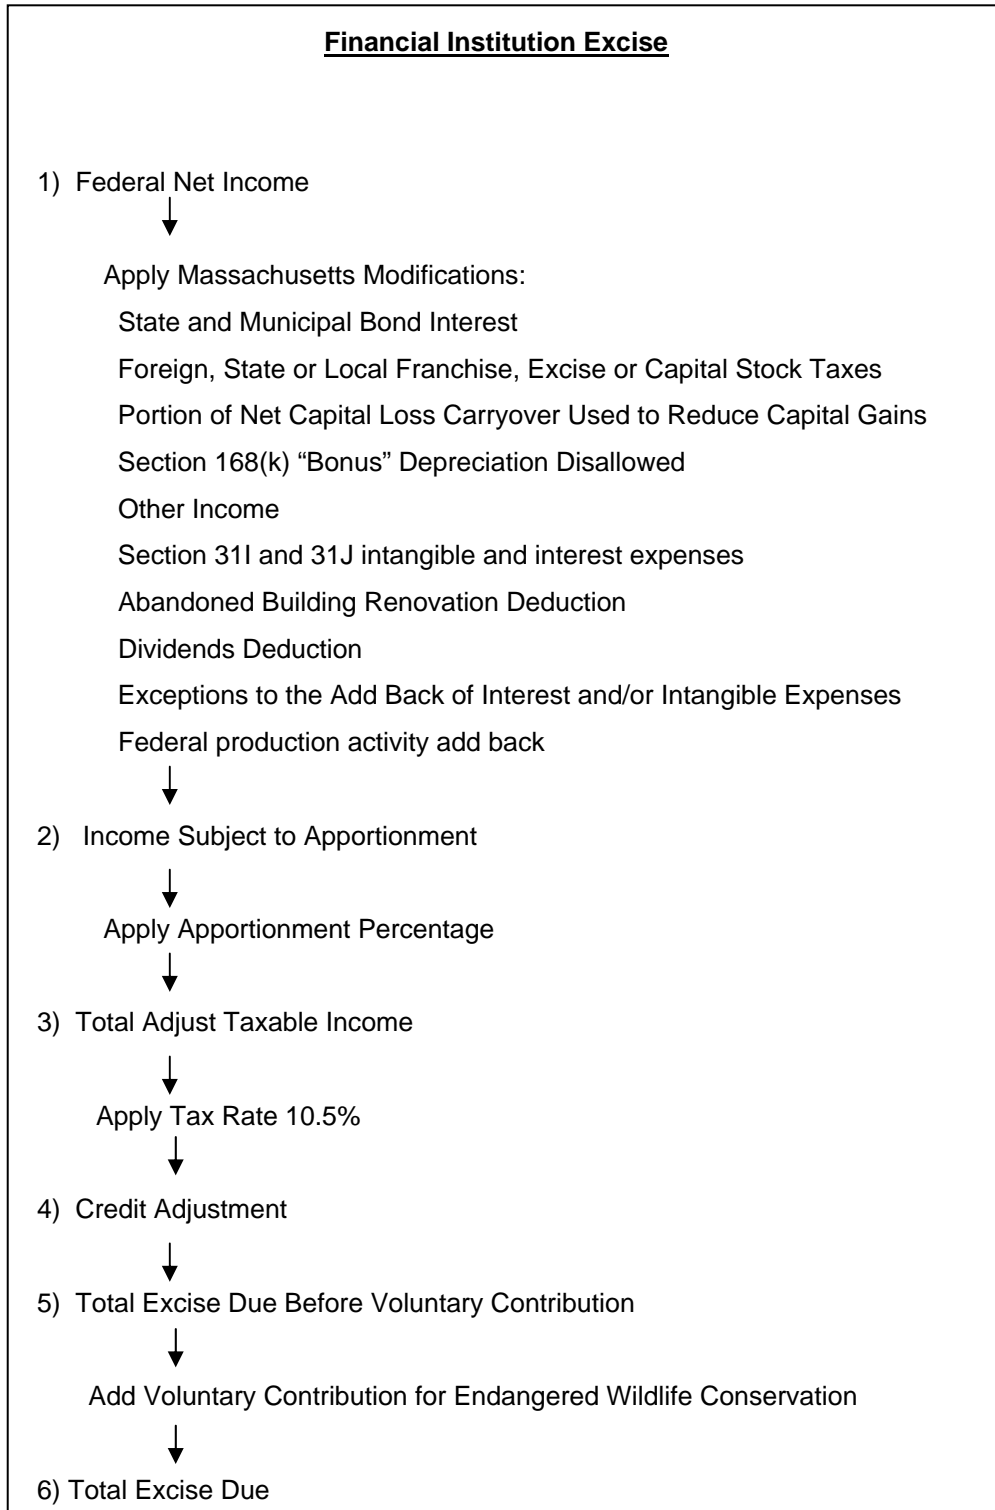 Financial Institution Excise
1) Federal Net Income
Apply Massachusetts Modifications:
State and Municipal Bond Interest
Foreign, State or Local Franchise, Excise or Capital Stock Taxes
Portion of Net Capital Loss Carryover Used to Reduce Capital Gains
Section 168(k) “Bonus” Depreciation Disallowed
Other Income
Section 31I and 31J intangible and interest expenses
Abandoned Building Renovation Deduction
Dividends Deduction
Exceptions to the Add Back of Interest and/or Intangible Expenses
Federal production activity add back
2) Income Subject to Apportionment
Apply Apportionment Percentage
3) Total Adjust Taxable Income
Apply Tax Rate 10.5%
4) Credit Adjustment
5) Total Excise Due Before Voluntary Contribution
Add Voluntary Contribution for Endangered Wildlife Conservation
6) Total Excise Due